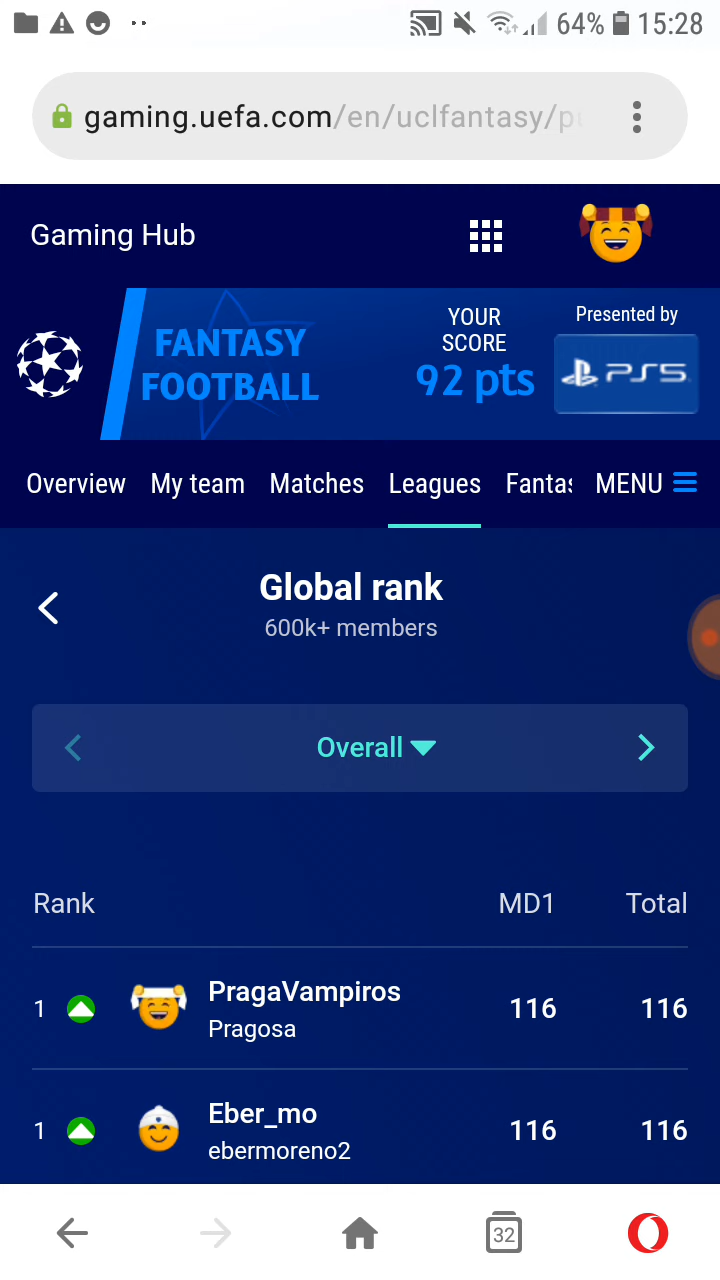 64% 15:28
gaming.uefa.com/en/uclfantasy/
Gaming Hub
FANTASY
FOOTBALL
YOUR
SCORE
92 pts
Presented by
PS5
Overview My team Matches Leagues Fantas MENU
Global rank
600k+ members
Overall
Rank MD1 Total
1 PragaVampiros 116 116
Pragosa
1 Eber_mo 116 116
ebermoreno2
32